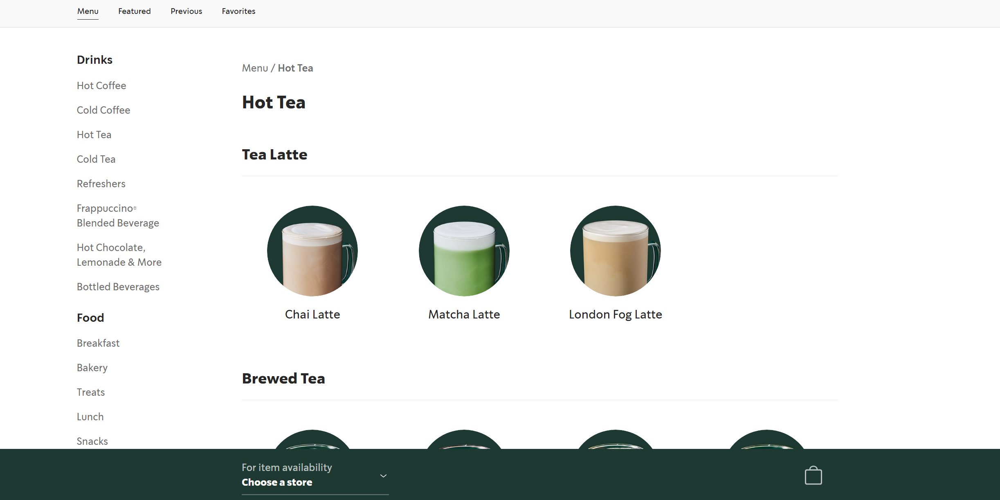 Menu Featured Previous Favorites
Drinks
Hot Coffee
Cold Coffee
Hot Tea
Cold Tea
Refreshers
Frappuccino®
Blended Beverage
Hot Chocolate,
Lemonade & More
Bottled Beverages
Food
Breakfast
Bakery
Treats
Lunch
Snacks
Menu / Hot Tea
Hot Tea
Tea Latte
Chai Latte
Matcha Latte
London Fog Latte
Brewed Tea
For item availability
Choose a store